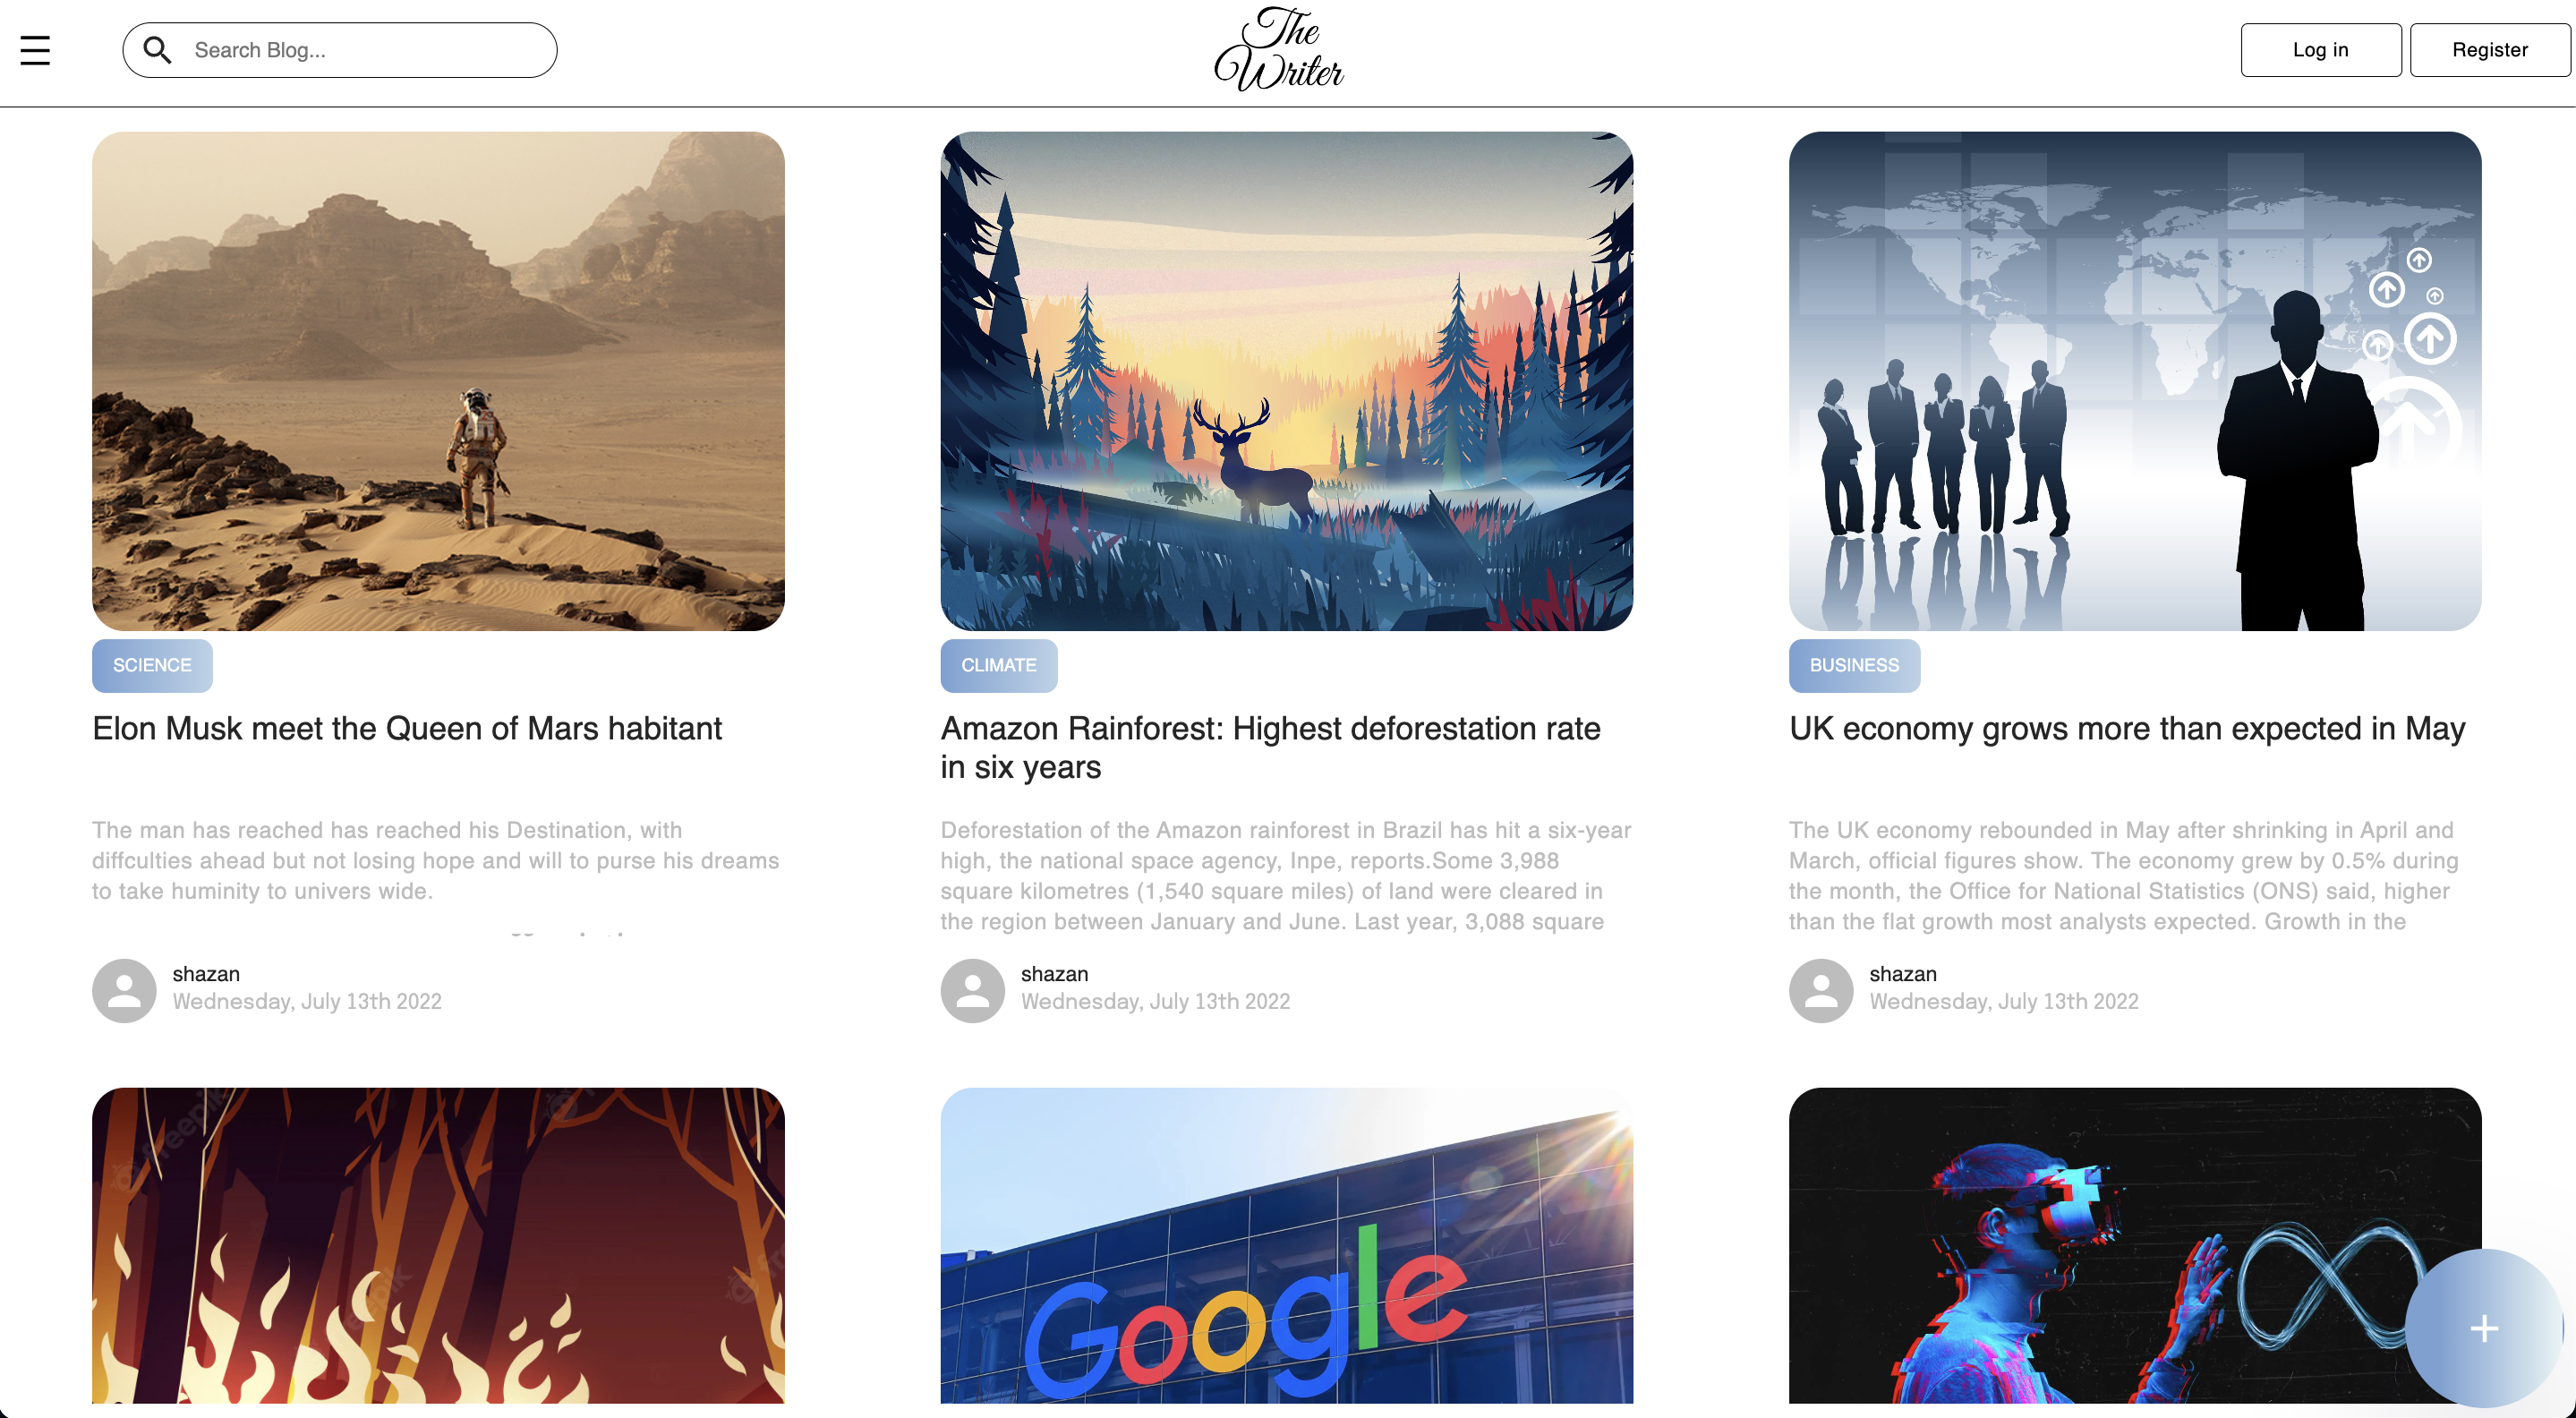 Search Blog...
The
Writer
Log in
Register
SCIENCE
Elon Musk meet the Queen of Mars habitant
The man has reached has reached his Destination, with
diffculties ahead but not losing hope and will to purse his dreams
to take huminity to univers wide.
shazan
Wednesday, July 13th 2022
CLIMATE
Amazon Rainforest: Highest deforestation rate
in six years
Deforestation of the Amazon rainforest in Brazil has hit a six-year
high, the national space agency, Inpe, reports.Some 3,988
square kilometres (1,540 square miles) of land were cleared in
the region between January and June. Last year, 3,088 square
shazan
Wednesday, July 13th 2022
BUSINESS
UK economy grows more than expected in May
The UK economy rebounded in May after shrinking in April and
March, official figures show. The economy grew by 0.5% during
the month, the Office for National Statistics (ONS) said, higher
than the flat growth most analysts expected. Growth in the
shazan
Wednesday, July 13th 2022
freepik
Google
+